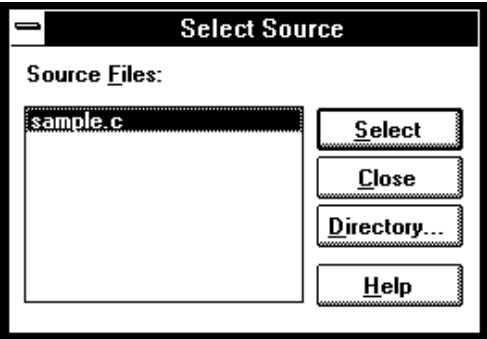 Select Source
Source Files:
sample.c
Select
Close
Directory...
Help